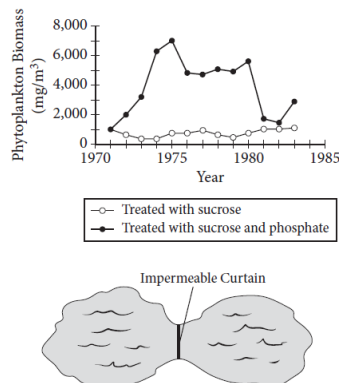 Phytoplankton Biomass
(mg/m³)
8,000
6,000
4,000
2,000
0
1970
1975
1980
1985
Year
Treated with sucrose
Treated with sucrose and phosphate
Impermeable Curtain